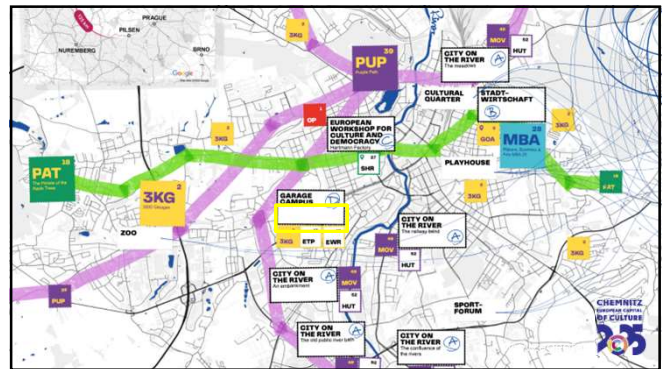 PRAGUE
PILSEN
NUREMBERG
BRNO
Google
3KG
39
PUP
Purple Path
MOV
HUT
CITY ON
THE RIVER
The meadows
CULTURAL
QUARTER
STADT-
WIRTSCHAFT
B
OP
EUROPEAN
WORKSHOP FOR
CULTURE AND
DEMOCRACY
Hartmann Factory
C
3KG
GOA
28
MBA
3KG
38
PAT
The Parade of the
Apple Trees
2
3KG
3000 Garages
37
SHR
PLAYHOUSE
PAT
3KG
ZOO
GARAGE
CAMPUS
D
3KG
ETP
EWR
CITY ON
THE RIVER
The railway bend
A
MOV
HUT
3KG
CITY ON
THE RIVER
A
MOV
HUT
PUP
SPORT-
FORUM
CITY ON
THE RIVER
The old public river bath
A
CITY ON
THE RIVER
The confluence of
the rivers
A
CHEMNITZ
EUROPEAN CAPITAL
OF CULTURE
2025